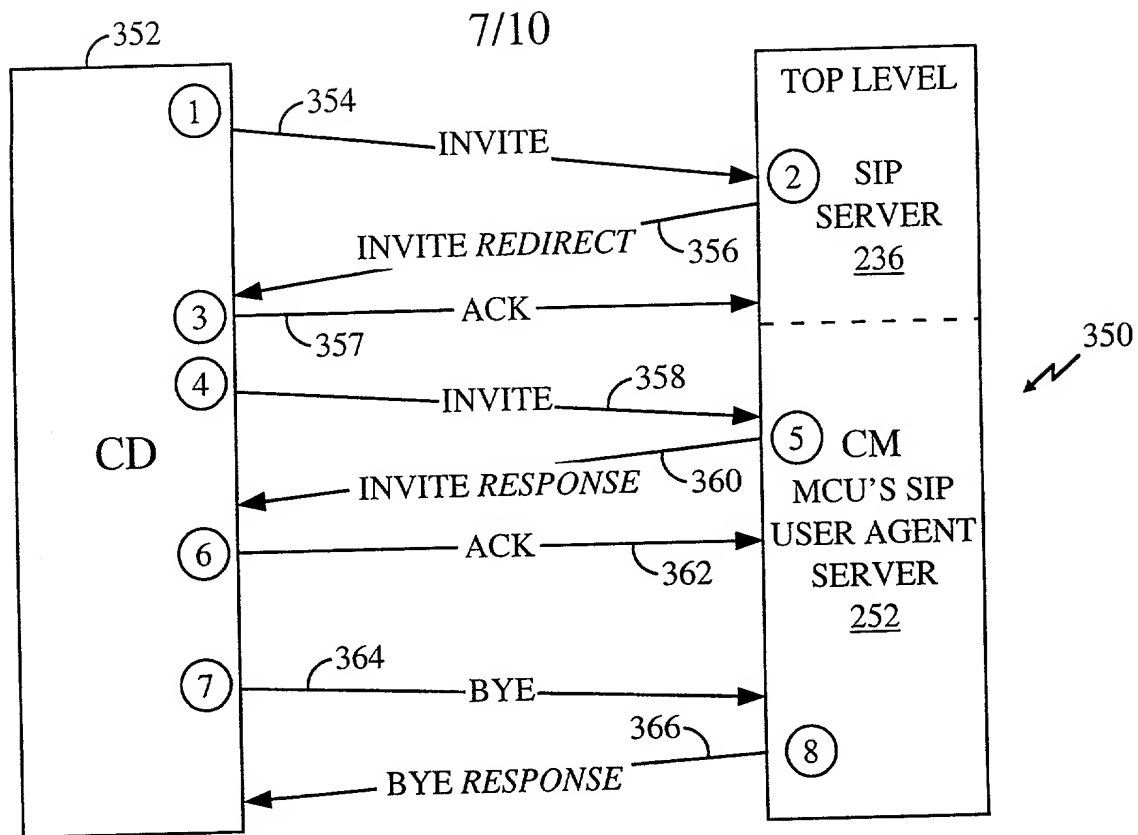 7/10
352
TOP LEVEL
1
354
INVITE
2
SIP
SERVER
236
INVITE REDIRECT
356
3
ACK
357
350
4
358
INVITE
5
CM
CD
INVITE RESPONSE
360
MCU'S SIP
USER AGENT
SERVER
252
6
ACK
362
7
364
BYE
366
8
BYE RESPONSE